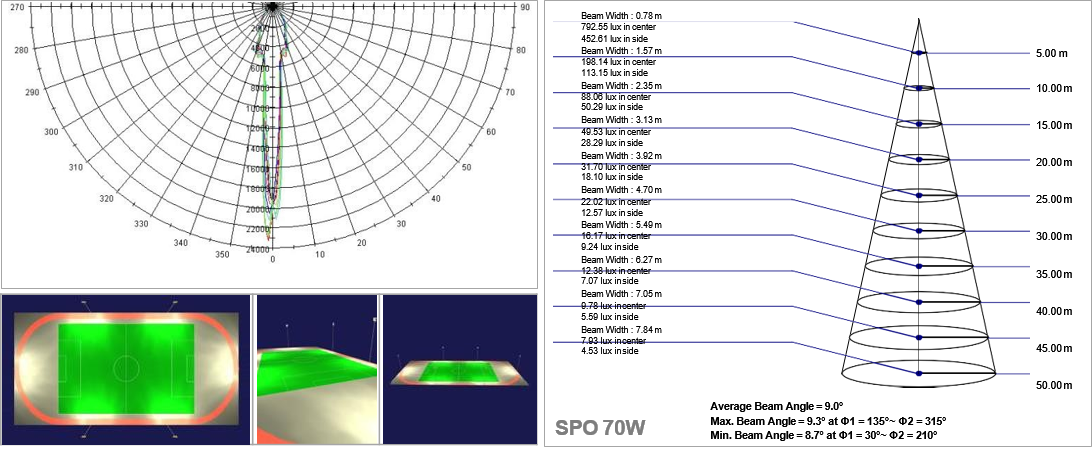 270
90
280
80
290
70
300
60
310
50
320
40
330
30
340
20
350
10
0
2000
4000
6000
8000
10000
12000
14000
16000
18000
20000
22000
24000
Beam Width : 0.78 m
792.55 lux in center
452.61 lux in side
Beam Width : 1.57 m
198.14 lux in center
113.15 lux in side
Beam Width : 2.35 m
88.06 lux in center
50.29 lux in side
Beam Width : 3.13 m
49.53 lux in center
28.29 lux in side
Beam Width : 3.92 m
31.70 lux in center
18.10 lux in side
Beam Width : 4.70 m
22.02 lux in center
12.57 lux in side
Beam Width : 5.49 m
16.17 lux in center
9.24 lux in side
Beam Width : 6.27 m
12.38 lux in center
7.07 lux in side
Beam Width : 7.05 m
9.78 lux in center
5.59 lux in side
Beam Width : 7.84 m
7.93 lux in center
4.53 lux in side
5.00 m
10.00 m
15.00 m
20.00 m
25.00 m
30.00 m
35.00 m
40.00 m
45.00 m
50.00 m
SPO 70W
Average Beam Angle = 9.0º
Max. Beam Angle = 9.3º at Φ1 = 135º~ Φ2 = 315º
Min. Beam Angle = 8.7º at Φ1 = 30º~ Φ2 = 210º